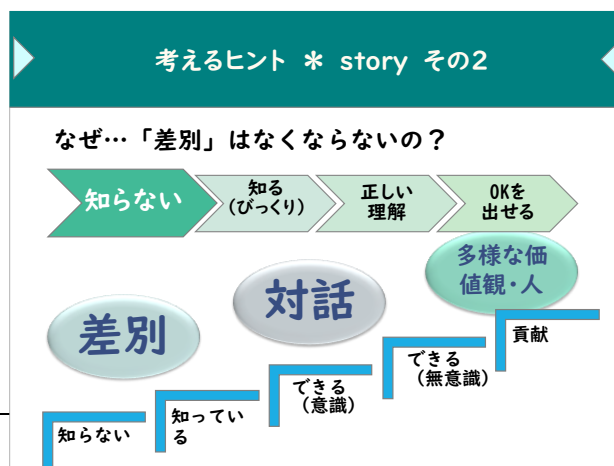 考えるヒント ＊ story その2
なぜ…「差別」はなくならないの？
知らない
知る
（びっくり）
正しい
理解
OKを
出せる
多様な価
値観・人
対話
差別
貢献
できる
（無意識）
できる
（意識）
知ってい
る
知らない